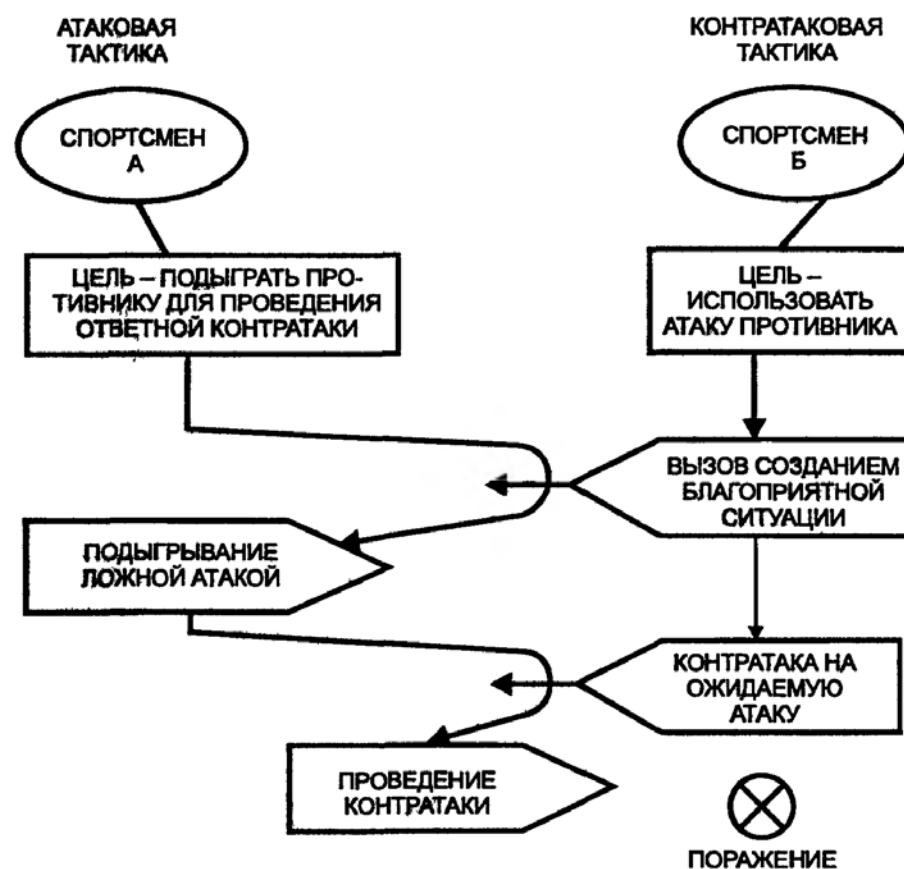 АТАКОВАЯ
ТАКТИКА
КОНТРАТАКОВАЯ
ТАКТИКА
СПОРТСМЕН
А
СПОРТСМЕН
Б
ЦЕЛЬ – ПОДЫГРАТЬ ПРО-
ТИВНИКУ ДЛЯ ПРОВЕДЕНИЯ
ОТВЕТНОЙ КОНТРАТАКИ
ЦЕЛЬ –
ИСПОЛЬЗОВАТЬ
АТАКУ ПРОТИВНИКА
ВЫЗОВ СОЗДАНИЕМ
БЛАГОПРИЯТНОЙ
СИТУАЦИИ
ПОДЫГРЫВАНИЕ
ЛОЖНОЙ АТАКОЙ
КОНТРАТАКА НА
ОЖИДАЕМУЮ
АТАКУ
ПРОВЕДЕНИЕ
КОНТРАТАКИ
ПОРАЖЕНИЕ